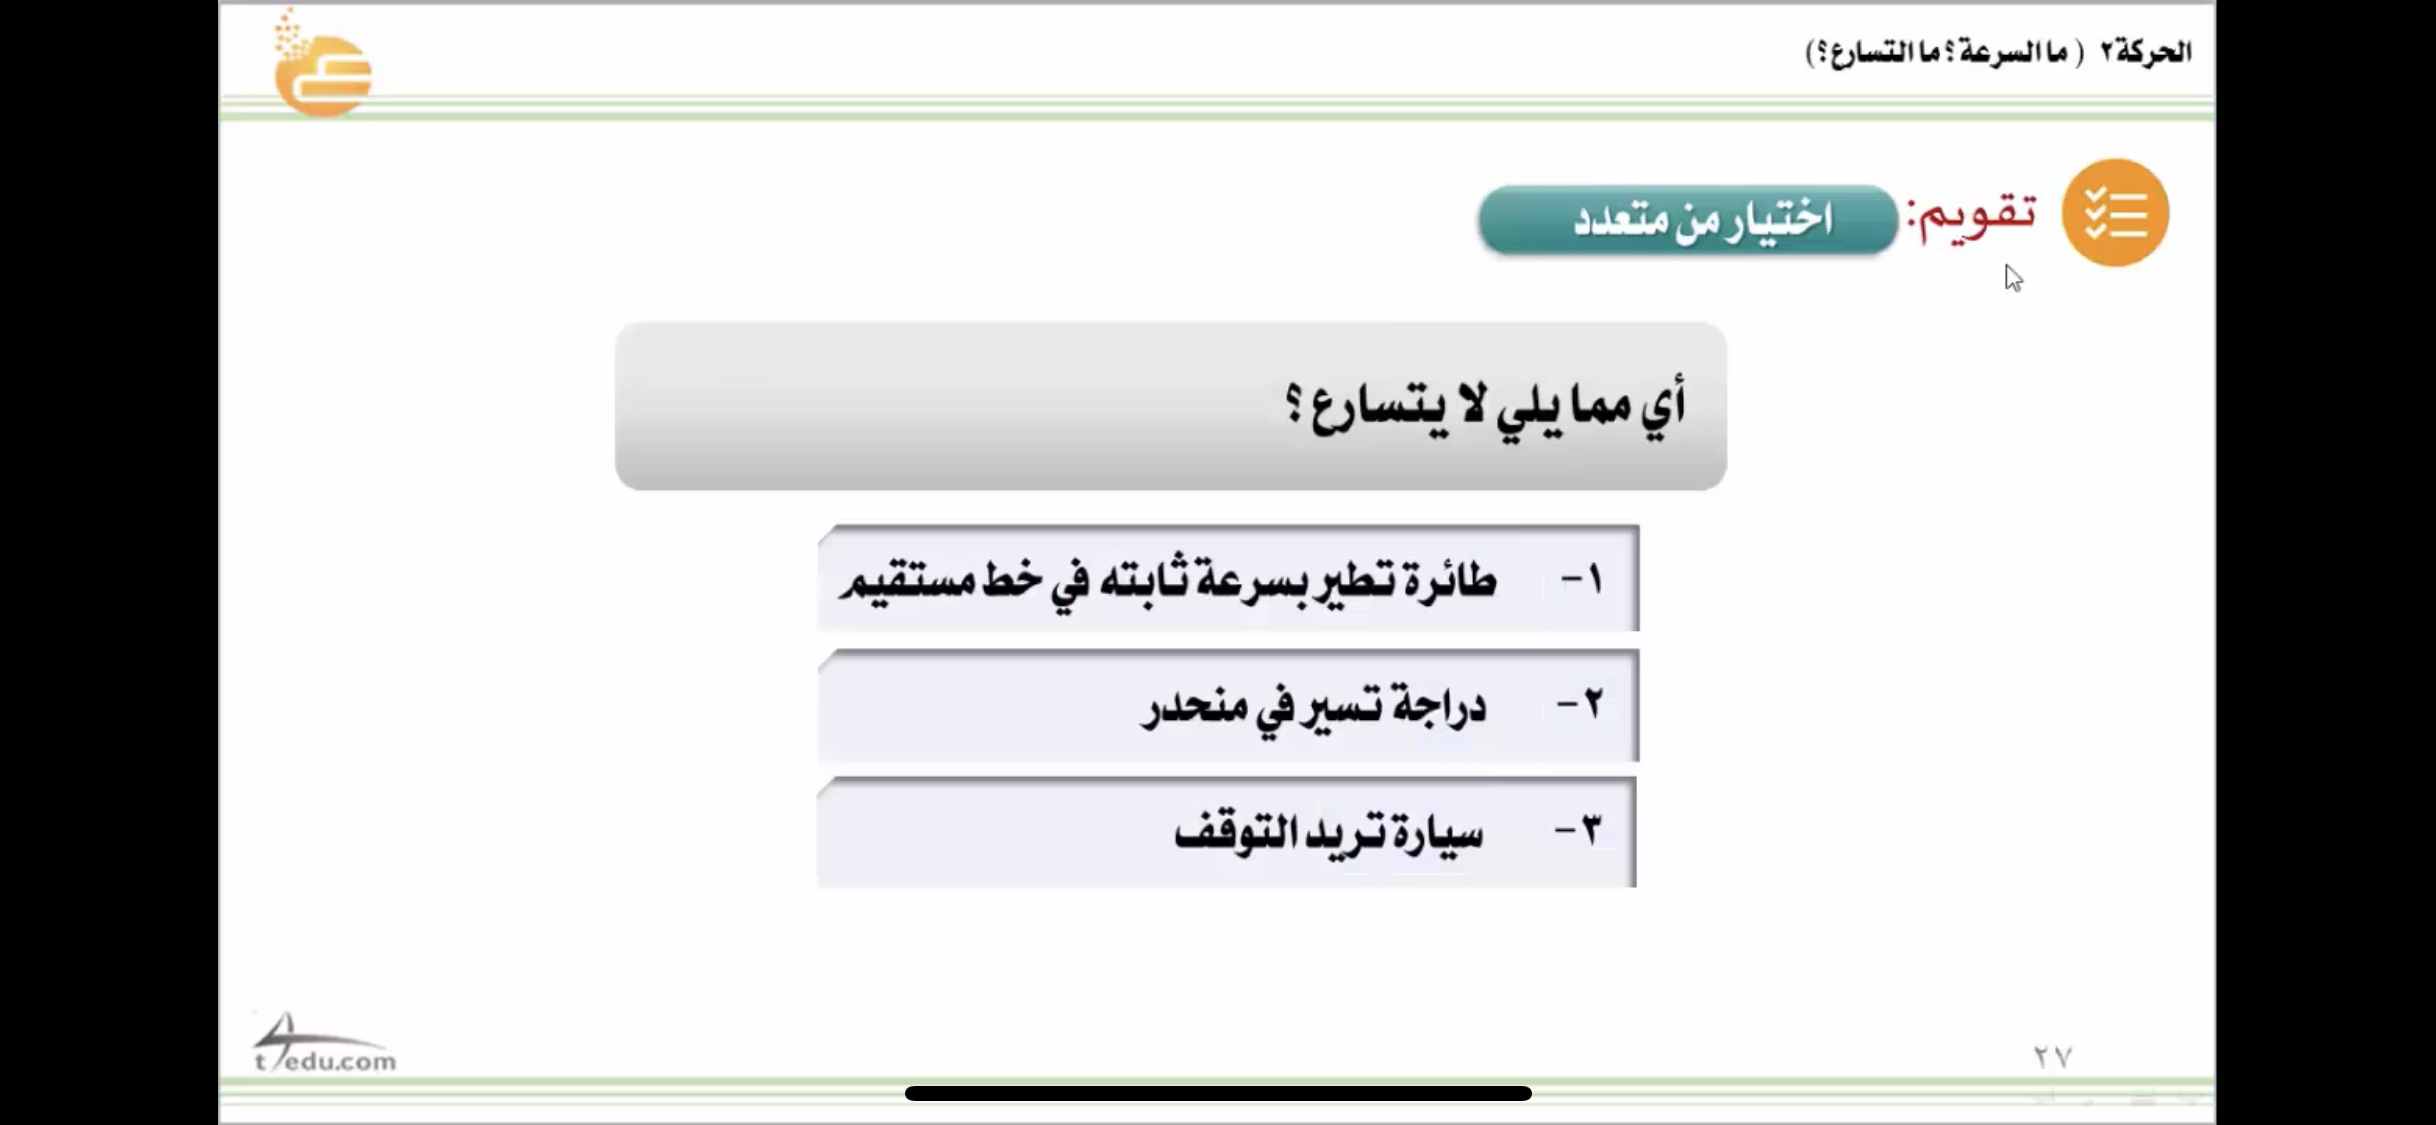 الحركة٢ ( ما السرعة؟ ما التسارع؟)
تقويم: اختيار من متعدد
أي مما يلي لا يتسارع؟
١- طائرة تطير بسرعة ثابته في خط مستقيم
٢- دراجة تسير في منحدر
٣- سيارة تريد التوقف
t4edu.com
٢٧